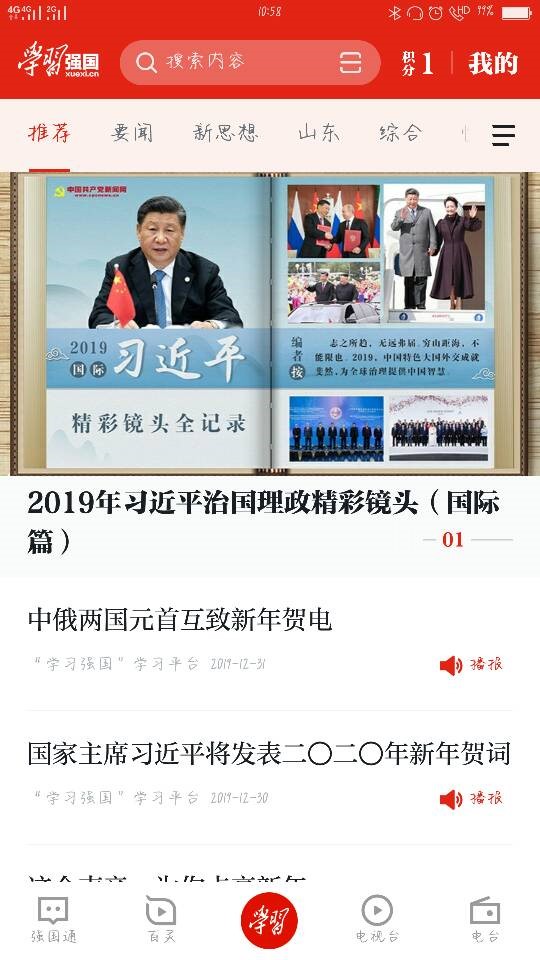 4G 4G 2G 10:58 HD 99%
学习强国 xuexi.cn 搜索内容 积分 1 我的
推荐 要闻 新思想 山东 综合
中国共产党新闻网
2019
国际
习近平
精彩镜头全记录
编者按
志之所趋，无远弗届。穷山距海，不
能限也。2019，中国特色大国外交成就
斐然，为全球治理提供中国智慧。
2019年习近平治国理政精彩镜头（国际
篇）
01
中俄两国元首互致新年贺电
“学习强国”学习平台 2019-12-31 播报
国家主席习近平将发表二〇二〇年新年贺词
“学习强国”学习平台 2019-12-30 播报
强国通 百灵 学习 电视台 电台